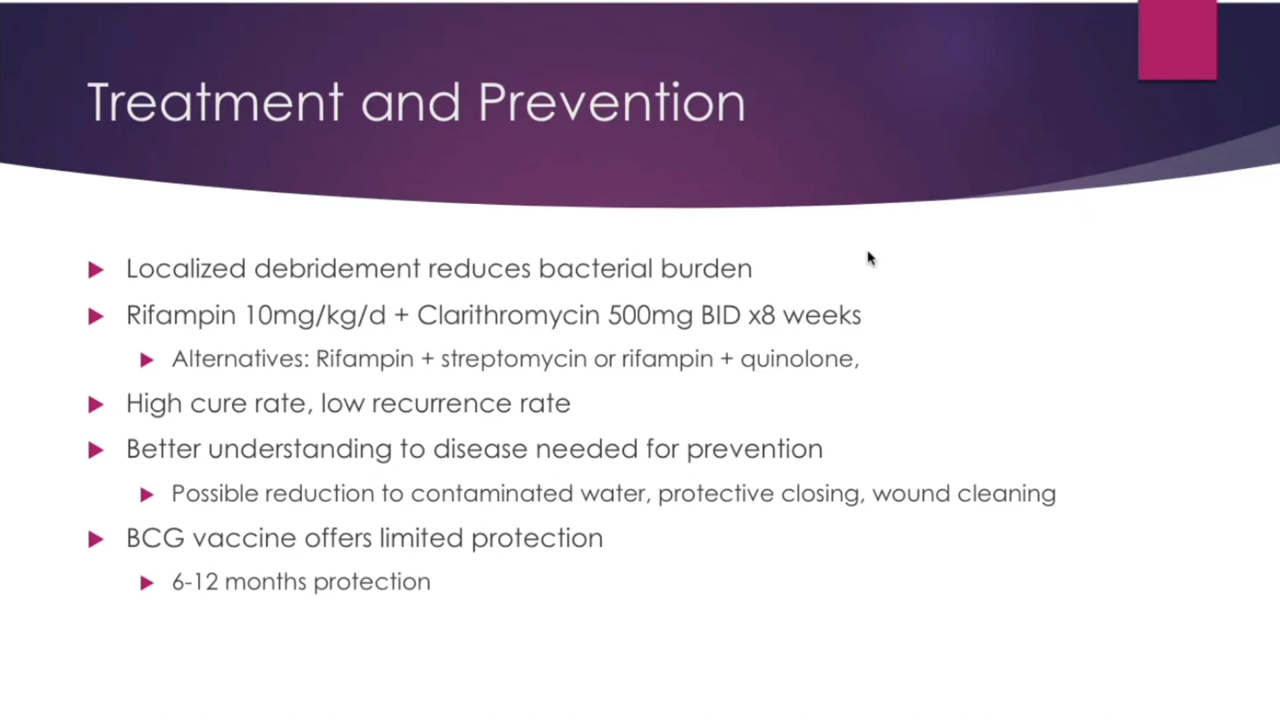 Treatment and Prevention
Localized debridement reduces bacterial burden
Rifampin 10mg/kg/d + Clarithromycin 500mg BID x8 weeks
Alternatives: Rifampin + streptomycin or rifampin + quinolone,
High cure rate, low recurrence rate
Better understanding to disease needed for prevention
Possible reduction to contaminated water, protective closing, wound cleaning
BCG vaccine offers limited protection
6-12 months protection